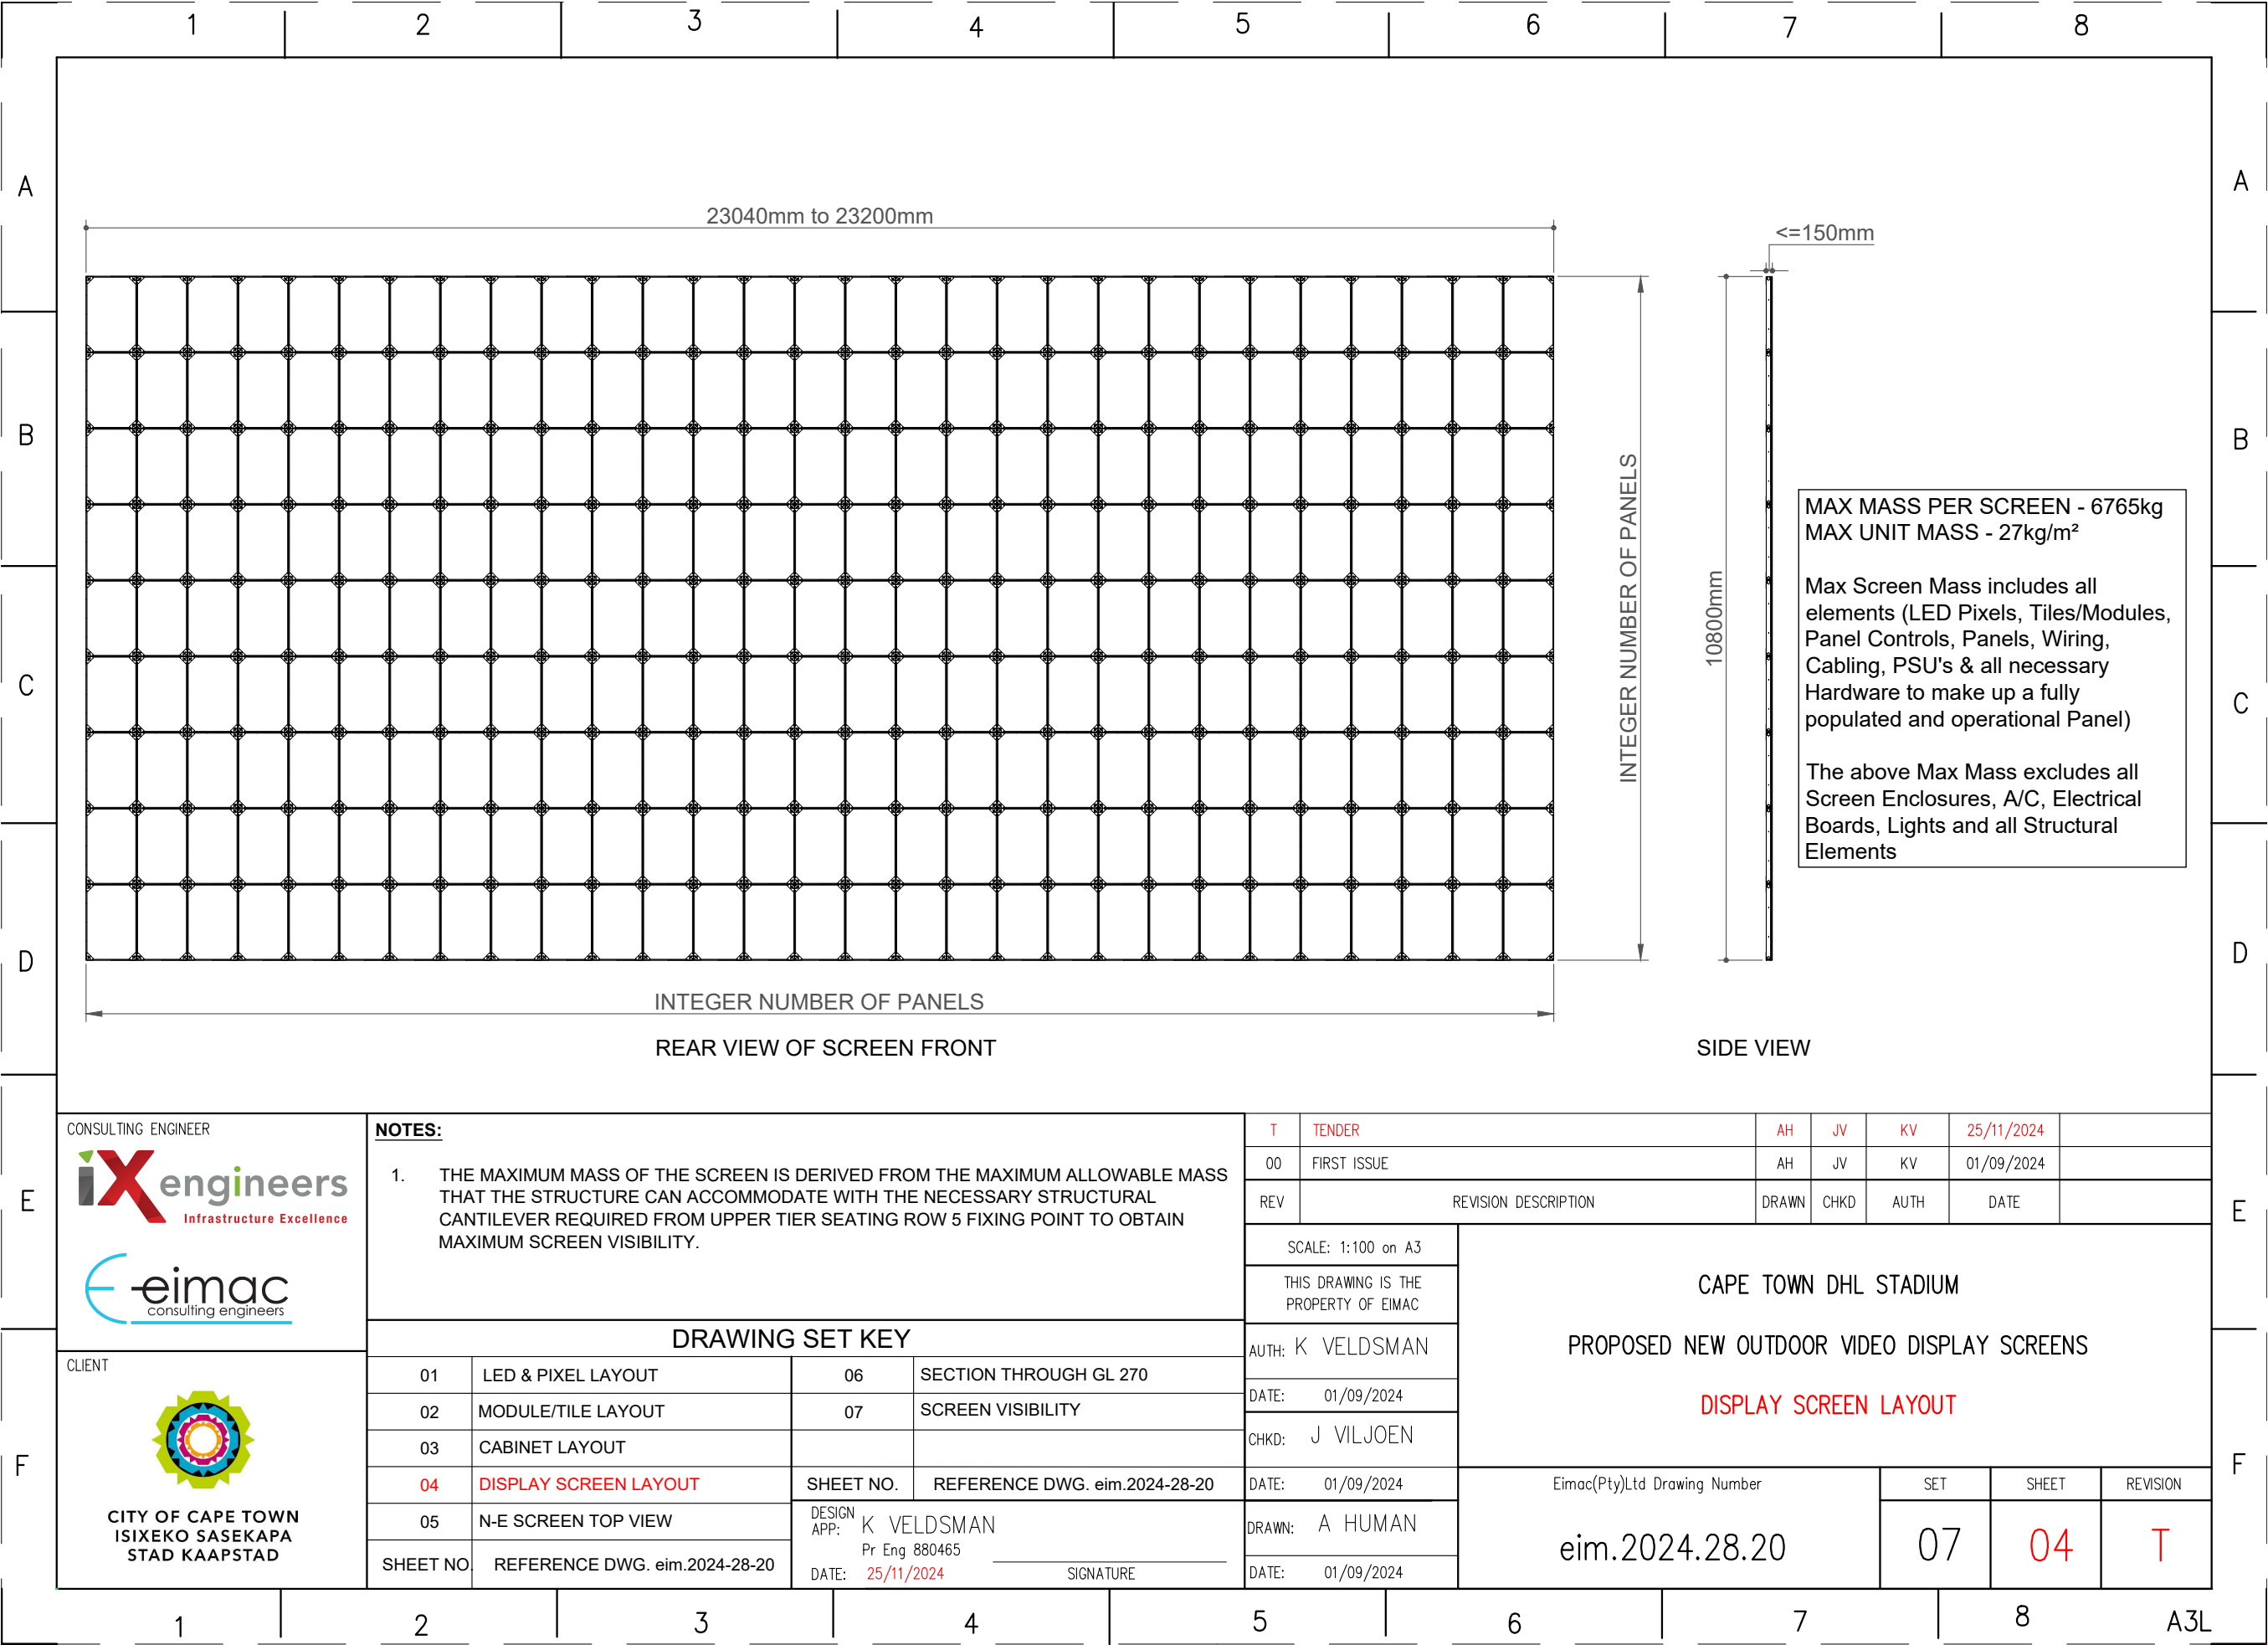 1 2 3 4 5 6 7 8
A A
B B
C C
D D
E E
F F
23040mm to 23200mm
<=150mm
INTEGER NUMBER OF PANELS
10800mm
MAX MASS PER SCREEN - 6765kg
MAX UNIT MASS - 27kg/m²
Max Screen Mass includes all
elements (LED Pixels, Tiles/Modules,
Panel Controls, Panels, Wiring,
Cabling, PSU's & all necessary
Hardware to make up a fully
populated and operational Panel)
The above Max Mass excludes all
Screen Enclosures, A/C, Electrical
Boards, Lights and all Structural
Elements
INTEGER NUMBER OF PANELS
REAR VIEW OF SCREEN FRONT
SIDE VIEW
CONSULTING ENGINEER
iX engineers
Infrastructure Excellence
eimac
consulting engineers
CLIENT
CITY OF CAPE TOWN
ISIXEKO SASEKAPA
STAD KAAPSTAD
NOTES:
1. THE MAXIMUM MASS OF THE SCREEN IS DERIVED FROM THE MAXIMUM ALLOWABLE MASS
THAT THE STRUCTURE CAN ACCOMMODATE WITH THE NECESSARY STRUCTURAL
CANTILEVER REQUIRED FROM UPPER TIER SEATING ROW 5 FIXING POINT TO OBTAIN
MAXIMUM SCREEN VISIBILITY.
DRAWING SET KEY
01 LED & PIXEL LAYOUT 06 SECTION THROUGH GL 270
02 MODULE/TILE LAYOUT 07 SCREEN VISIBILITY
03 CABINET LAYOUT
04 DISPLAY SCREEN LAYOUT SHEET NO. REFERENCE DWG. eim.2024-28-20
05 N-E SCREEN TOP VIEW
SHEET NO. REFERENCE DWG. eim.2024-28-20
DESIGN
APP: K VELDSMAN
Pr Eng 880465
DATE: 25/11/2024 SIGNATURE
T TENDER AH JV KV 25/11/2024
00 FIRST ISSUE AH JV KV 01/09/2024
REV REVISION DESCRIPTION DRAWN CHKD AUTH DATE
SCALE: 1:100 on A3
THIS DRAWING IS THE
PROPERTY OF EIMAC
AUTH: K VELDSMAN
DATE: 01/09/2024
CHKD: J VILJOEN
DATE: 01/09/2024
DRAWN: A HUMAN
DATE: 01/09/2024
CAPE TOWN DHL STADIUM
PROPOSED NEW OUTDOOR VIDEO DISPLAY SCREENS
DISPLAY SCREEN LAYOUT
Eimac(Pty)Ltd Drawing Number SET SHEET REVISION
eim.2024.28.20 07 04 T
1 2 3 4 5 6 7 8 A3L